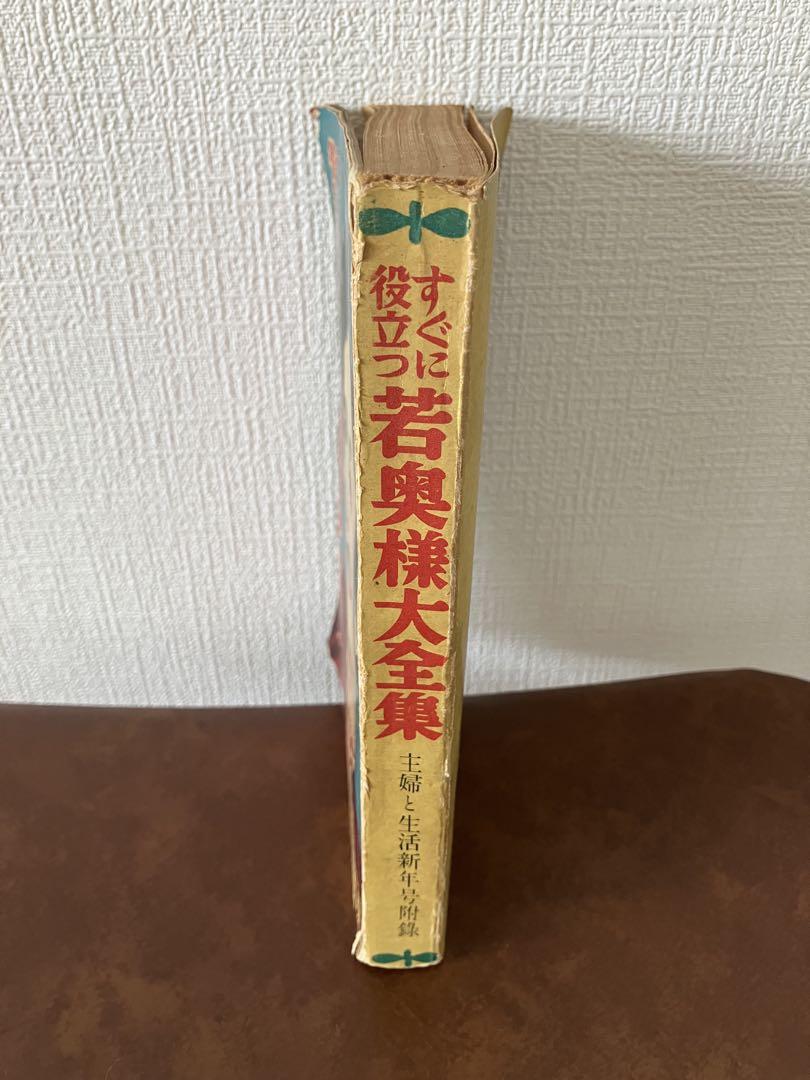 すぐに
役立つ
若奥様大全集
主婦と生活新年号附錄